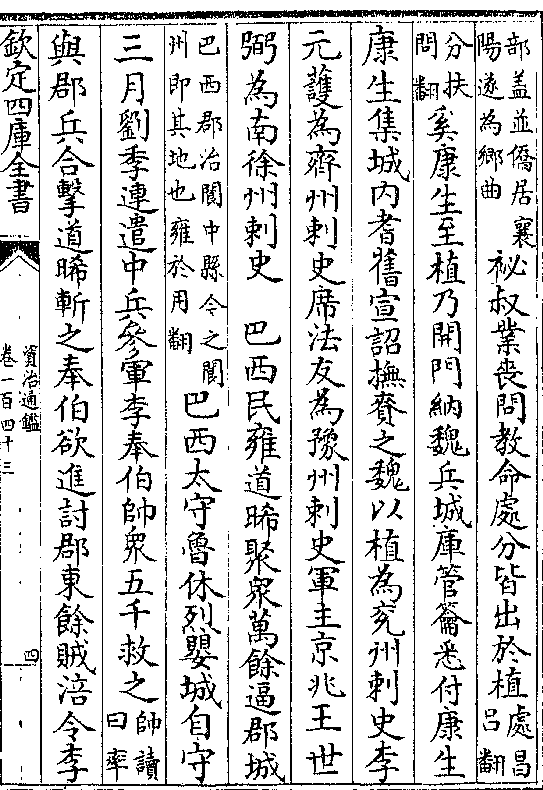 部蓋並僑居襄
陽遂為鄉曲
祕叔業喪問教命處分皆出於植
處昌
呂翻
分扶
問翻
奚康生至植乃開門納魏兵城庫管籥悉付康生
康生集城內耆舊宣詔撫賚之魏以植為兗州刺史李
元護為齊州刺史席法友為豫州刺史軍主京兆王世
弼為南徐州刺史　巴西民雍道晞聚衆萬餘逼郡城
巴西郡治閬中縣今之閬
州即其地也雍於用翻
巴西太守魯休烈嬰城自守
三月劉季連遣中兵參軍李奉伯帥衆五千救之
帥讀
曰率
與郡兵合擊道晞斬之奉伯欲進討郡東餘賊涪令李
欽定四庫全書
資治通鑑
卷一百四十三
四